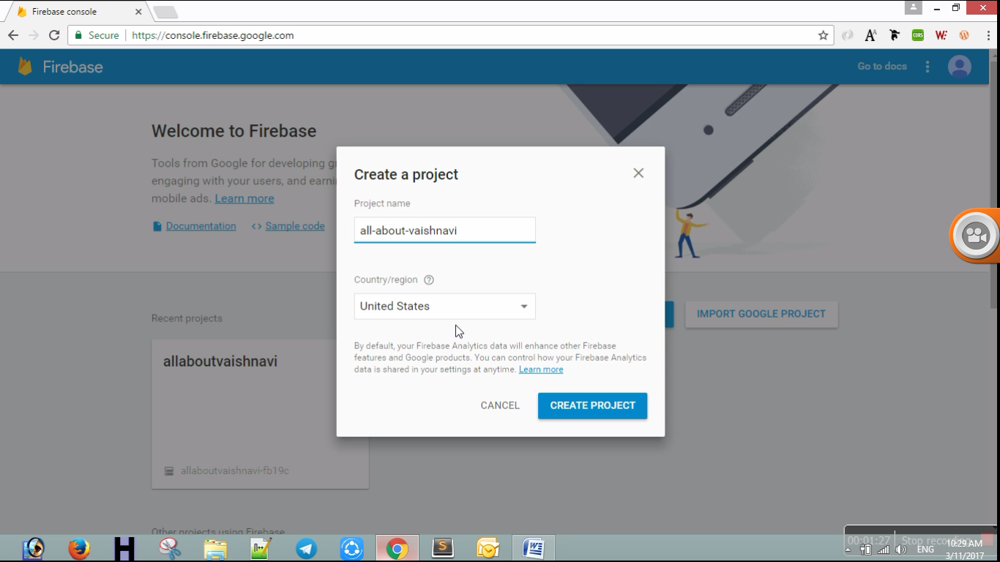 Firebase console
Secure
https://console.firebase.google.com
CORS
Firebase
Go to docs
Welcome to Firebase
Tools from Google for developing
engaging with your users, and
mobile ads. Learn more
Documentation
Sample code
Create a project
Project name
all-about-vaishnavi
Country/region
United States
By default, your Firebase Analytics data will enhance other Firebase
features and Google products. You can control how your Firebase Analytics
data is shared in your settings at anytime. Learn more
CANCEL
CREATE PROJECT
IMPORT GOOGLE PROJECT
Recent projects
allaboutvaishnavi
allaboutvaishnavi-fb19c
Other projects using Firebase
00:01:27
Stop recording
ENG
10:29 AM
3/11/2017